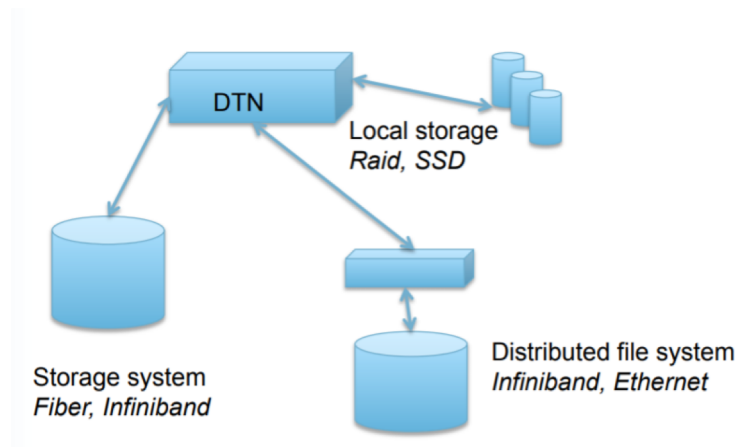 DTN
Local storage
Raid, SSD
Storage system
Fiber, Infiniband
Distributed file system
Infiniband, Ethernet